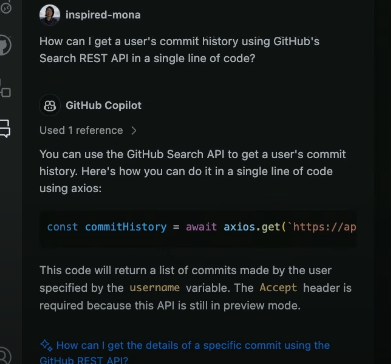 inspired-mona
How can I get a user's commit history using GitHub's
Search REST API in a single line of code?
GitHub Copilot
Used 1 reference >
You can use the GitHub Search API to get a user's commit
history. Here's how you can do it in a single line of code
using axios:
const commitHistory = await axios.get(`https://ap
This code will return a list of commits made by the user
specified by the username variable. The Accept header is
required because this API is still in preview mode.
How can I get the details of a specific commit using the
GitHub REST API?